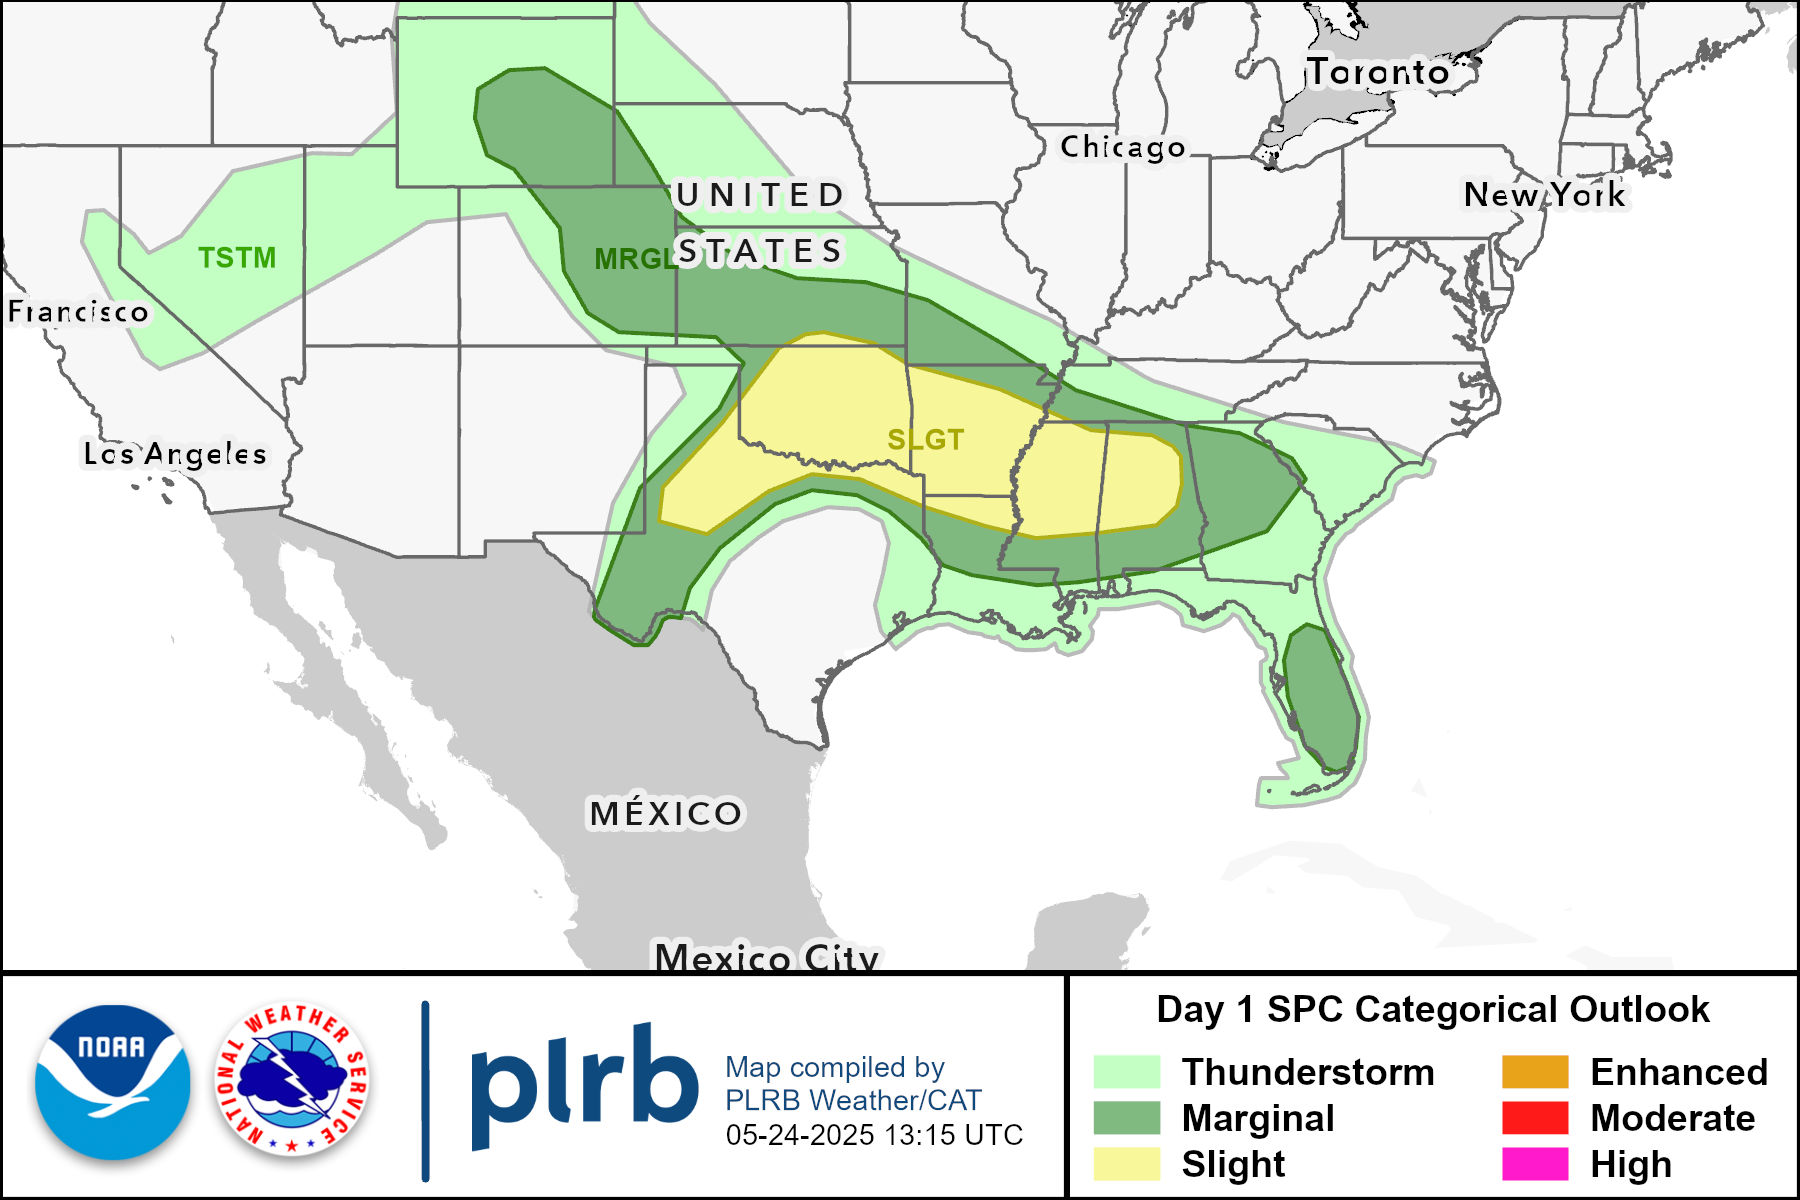 Toronto
Chicago
UNITED
New York
STATES
TSTM
MRGL
Francisco
SLGT
Los Angeles
MÉXICO
Mexico City
NOAA
NATIONAL WEATHER SERVICE
plrb
Map compiled by
PLRB Weather/CAT
05-24-2025 13:15 UTC
Day 1 SPC Categorical Outlook
Thunderstorm
Marginal
Slight
Enhanced
Moderate
High